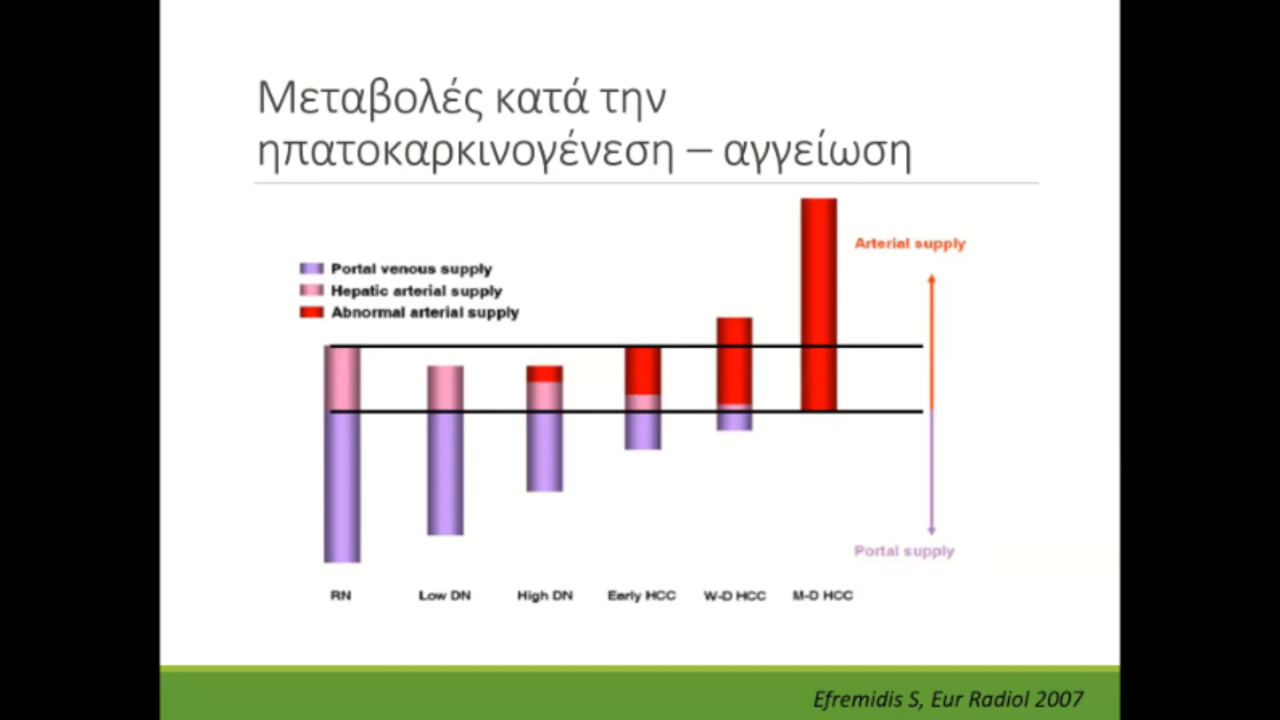 Μεταβολές κατά την
ηπατοκαρκινογένεση – αγγείωση
Arterial supply
Portal venous supply
Hepatic arterial supply
Abnormal arterial supply
Portal supply
RN Low DN High DN Early HCC W-D HCC M-D HCC
Efremidis S, Eur Radiol 2007